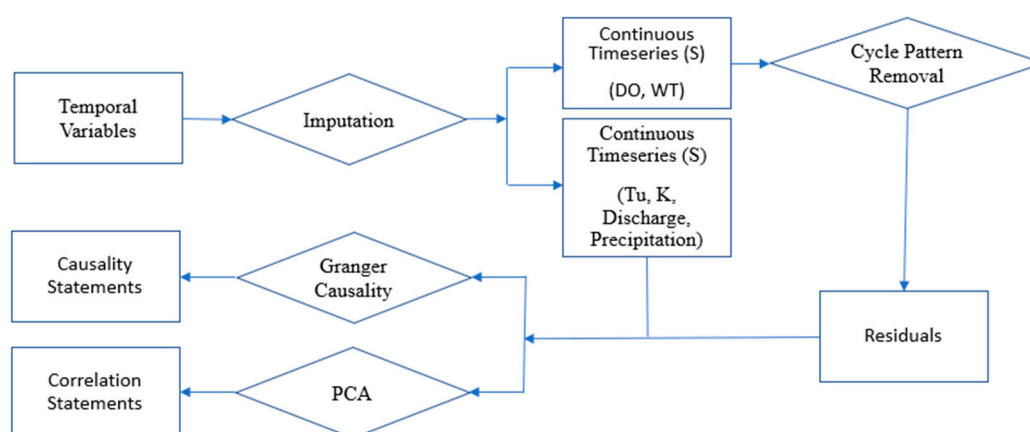 Temporal
Variables
Imputation
Continuous
Timeseries (S)
(DO, WT)
Cycle Pattern
Removal
Continuous
Timeseries (S)
(Tu, K,
Discharge,
Precipitation)
Residuals
Granger
Causality
Causality
Statements
PCA
Correlation
Statements